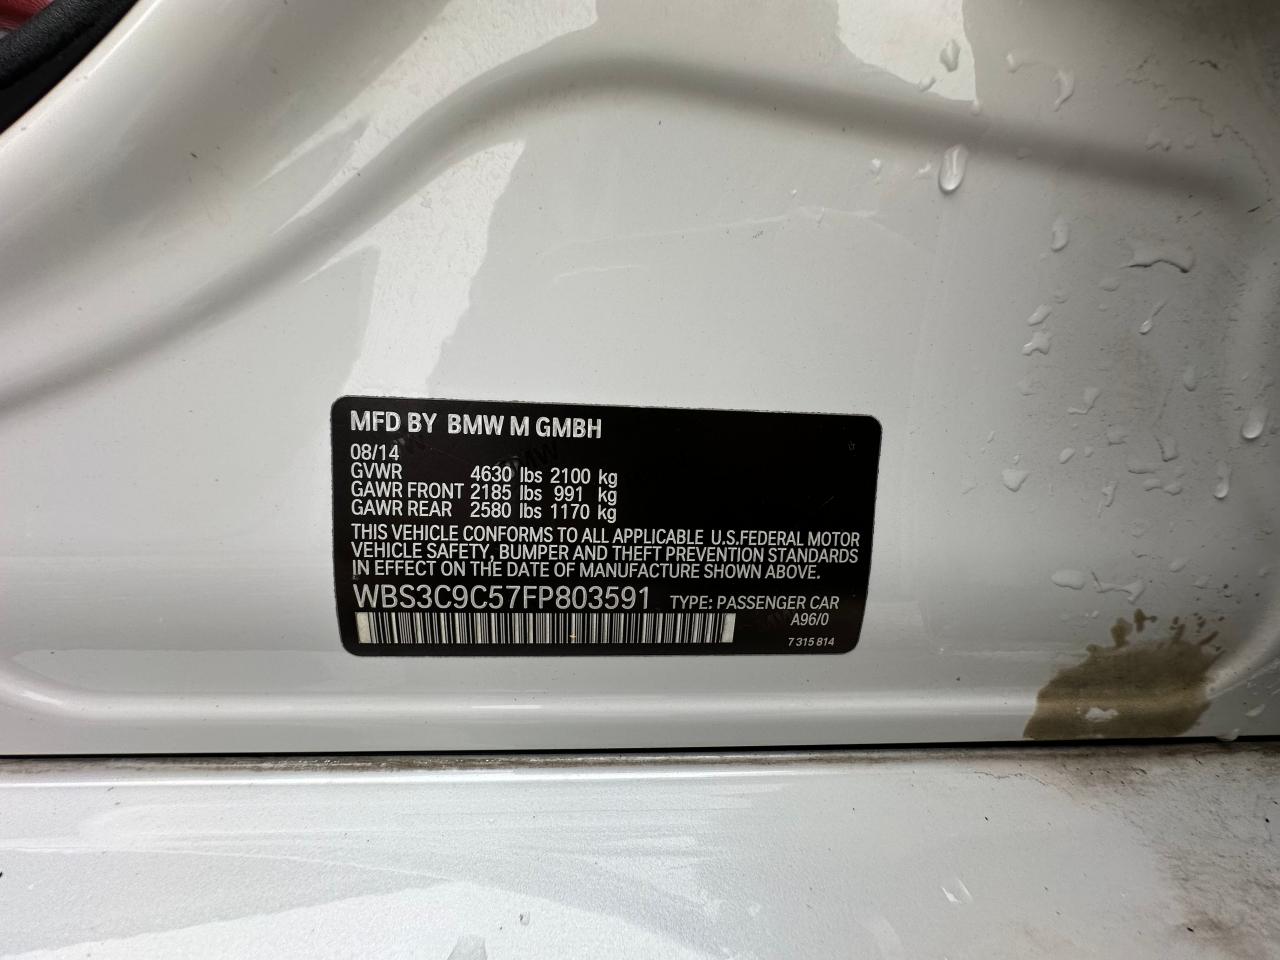 MFD BY BMW M GMBH
08/14
GVWR 4630 lbs 2100 kg
GAWR FRONT 2185 lbs 991 kg
GAWR REAR 2580 lbs 1170 kg
THIS VEHICLE CONFORMS TO ALL APPLICABLE U.S.FEDERAL MOTOR
VEHICLE SAFETY, BUMPER AND THEFT PREVENTION STANDARDS
IN EFFECT ON THE DATE OF MANUFACTURE SHOWN ABOVE.
WBS3C9C57FP803591 TYPE: PASSENGER CAR
A96/0
7 315 814